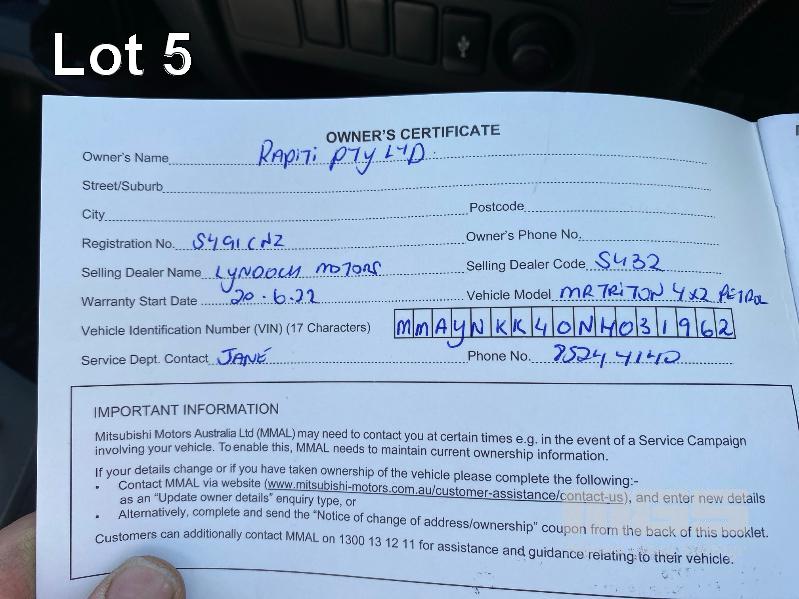 Lot 5
OWNER'S CERTIFICATE
Owner's Name RAPITI PTY LTD.
Street/Suburb
City Postcode
Registration No. S491CNZ Owner's Phone No.
Selling Dealer Name LYNDOCH MOTORS Selling Dealer Code S432
Warranty Start Date 20.6.22 Vehicle Model MR TRITON 4x2 PETROL
Vehicle Identification Number (VIN) (17 Characters) MMAYNKK40NH031962
Service Dept. Contact JANE Phone No. 8524 4140
IMPORTANT INFORMATION
Mitsubishi Motors Australia Ltd (MMAL) may need to contact you at certain times e.g. in the event of a Service Campaign
involving your vehicle. To enable this, MMAL needs to maintain current ownership information.
If your details change or if you have taken ownership of the vehicle please complete the following:-
• Contact MMAL via website (www.mitsubishi-motors.com.au/customer-assistance/contact-us), and enter new details
as an "Update owner details" enquiry type, or
• Alternatively, complete and send the "Notice of change of address/ownership" coupon from the back of this booklet.
Customers can additionally contact MMAL on 1300 13 12 11 for assistance and guidance relating to their vehicle.